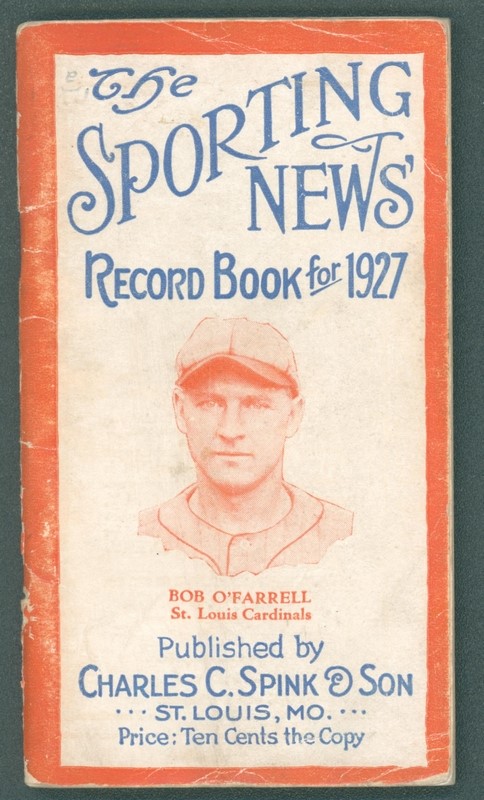 The
SPORTING
NEWS'
RECORD BOOK for 1927
BOB O'FARRELL
St. Louis Cardinals
Published by
CHARLES C. SPINK & SON
··· ST. LOUIS, MO. ···
Price: Ten Cents the Copy